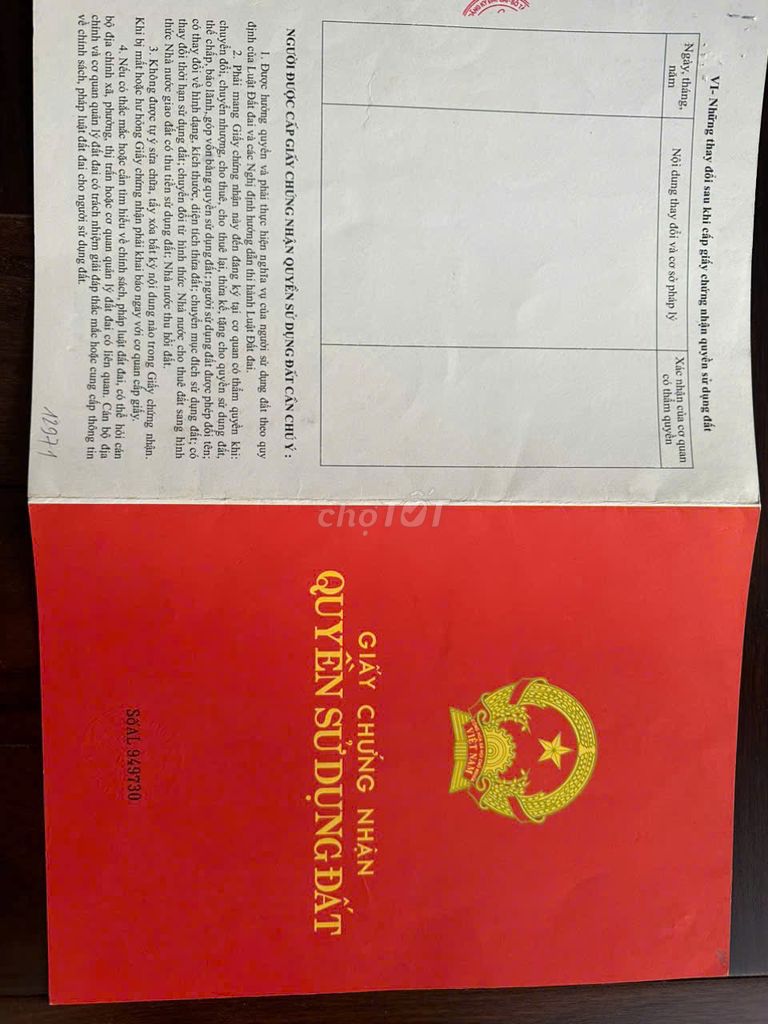 VI- Những thay đổi sau khi cấp giấy chứng nhận quyền sử dụng đất
Ngày, tháng, năm
Nội dung thay đổi và cơ sở pháp lý
Xác nhận của cơ quan có thẩm quyền
NGƯỜI ĐƯỢC CẤP GIẤY CHỨNG NHẬN QUYỀN SỬ DỤNG ĐẤT CẦN CHÚ Ý :
1. Được hưởng quyền và phải thực hiện nghĩa vụ của người sử dụng đất theo quy
định của Luật Đất đai và các Nghị định hướng dẫn thi hành Luật Đất đai.
2. Phải mang Giấy chứng nhận này đến đăng ký tại cơ quan có thẩm quyền khi:
chuyển đổi, chuyển nhượng, cho thuê, cho thuê lại, thừa kế, tặng cho quyền sử dụng đất,
thế chấp, bảo lãnh, góp vốn bằng quyền sử dụng đất; người sử dụng đất được phép đổi tên;
có thay đổi về hình dạng, kích thước, diện tích thửa đất; chuyển mục đích sử dụng đất; có
thay đổi thời hạn sử dụng đất; chuyển đổi từ hình thức Nhà nước cho thuê đất sang hình
thức Nhà nước giao đất có thu tiền sử dụng đất; Nhà nước thu hồi đất.
3. Không được tự ý sửa chữa, tẩy xóa bất kỳ nội dung nào trong Giấy chứng nhận.
Khi bị mất hoặc hư hỏng Giấy chứng nhận phải khai báo ngay với cơ quan cấp giấy.
4. Nếu có thắc mắc hoặc cần tìm hiểu về chính sách, pháp luật đất đai, có thể hỏi cán
bộ địa chính xã, phường, thị trấn hoặc cơ quan quản lý đất đai có liên quan. Cán bộ địa
chính và cơ quan quản lý đất đai có trách nhiệm giải đáp thắc mắc hoặc cung cấp thông tin
về chính sách, pháp luật đất đai cho người sử dụng đất.
12971
chợTỐT
VIỆT NAM
GIẤY CHỨNG NHẬN
QUYỀN SỬ DỤNG ĐẤT
Số AL 949730